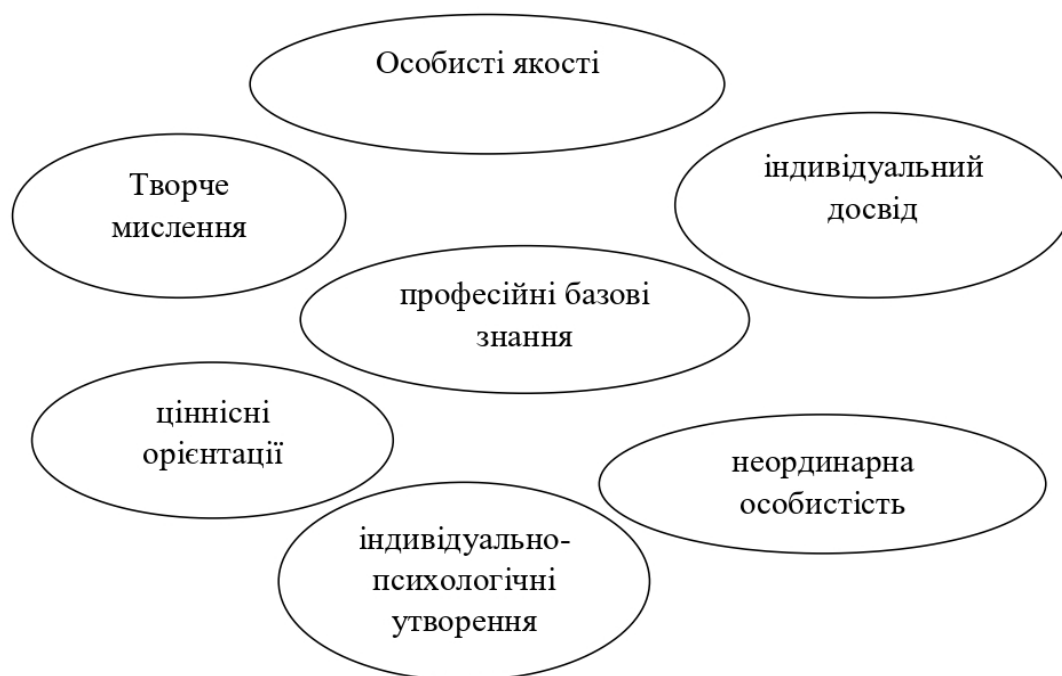 Особисті якості
Творче
мислення
індивідуальний
досвід
професійні базові
знання
ціннісні
орієнтації
неординарна
особистість
індивідуально-
психологічні
утворення